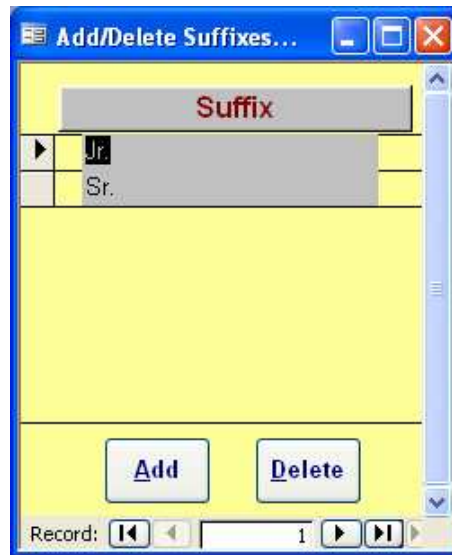 Add/Delete Suffixes...
Suffix
Jr.
Sr.
Add Delete
Record: 1